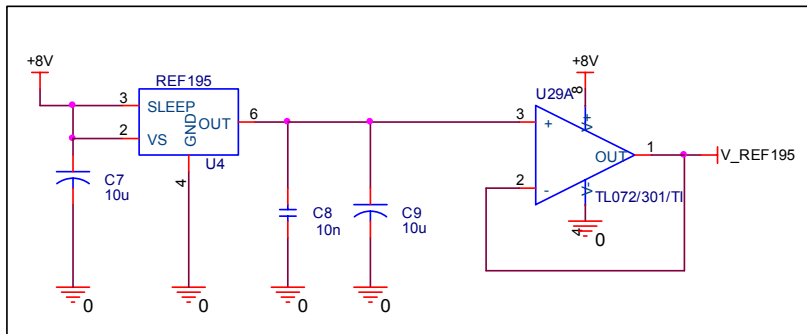 +8V
REF195
3
SLEEP
2
VS
GND
OUT
6
U4
4
C7
10u
0
0
C8
10n
0
C9
10u
0
+8V
8
U29A
3
+
V+
OUT
1
V_REF195
2
-
V-
TL072/301/TI
4
0